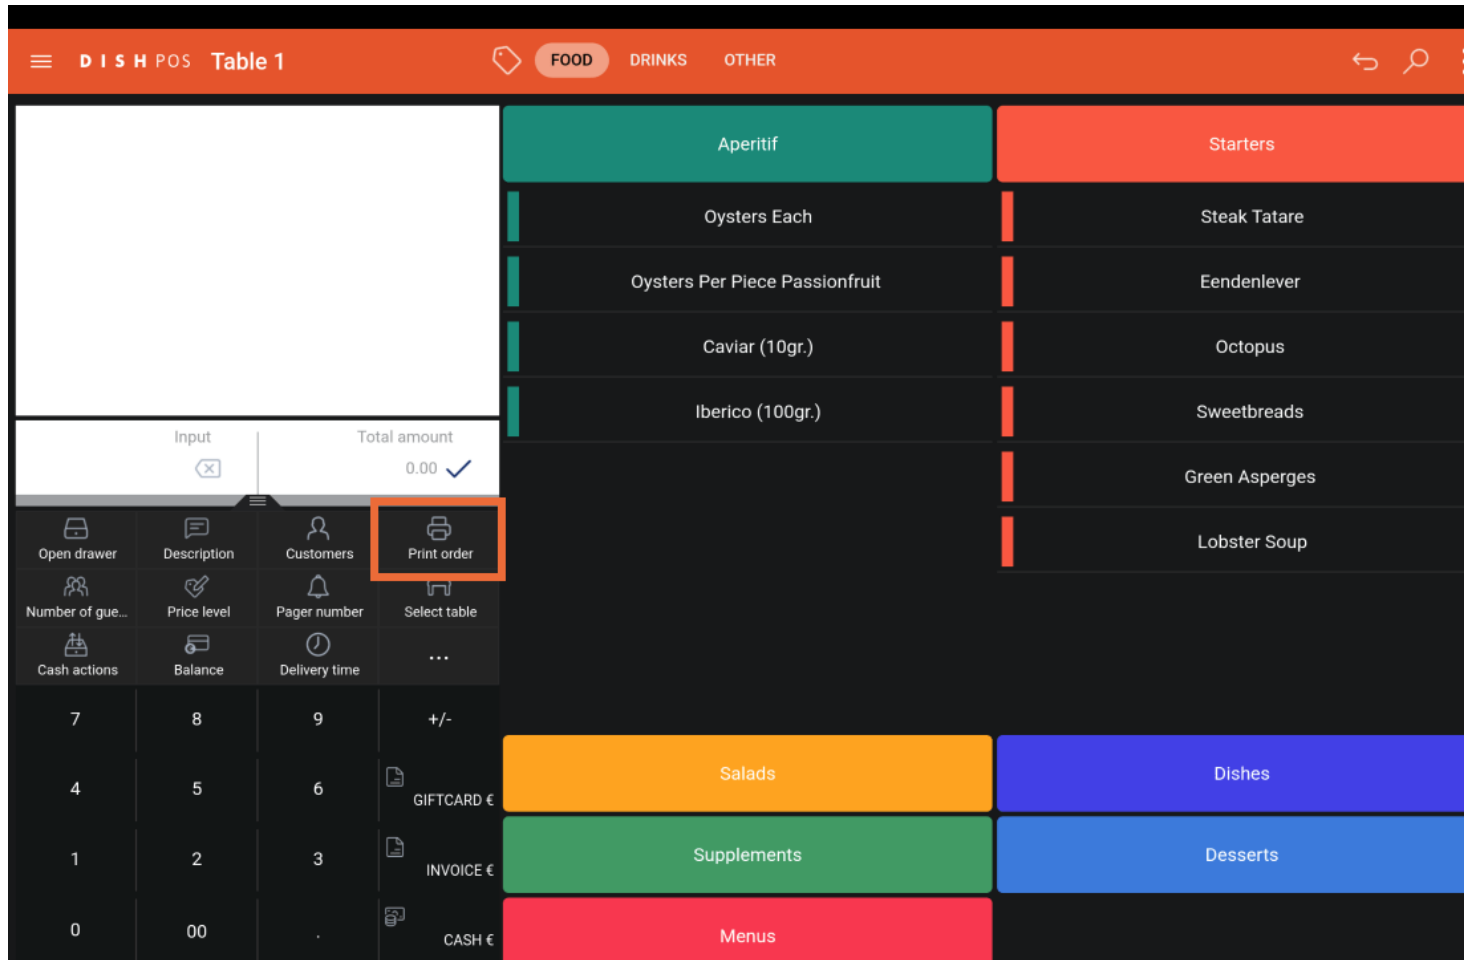 DISH POS Table 1
FOOD DRINKS OTHER
Aperitif
Oysters Each
Oysters Per Piece Passionfruit
Caviar (10gr.)
Iberico (100gr.)
Starters
Steak Tatare
Eendenlever
Octopus
Sweetbreads
Green Asperges
Lobster Soup
Input
Total amount
0.00
Open drawer Description Customers Print order
Number of gue... Price level Pager number Select table
Cash actions Balance Delivery time ...
7 8 9 +/-
4 5 6 GIFTCARD €
1 2 3 INVOICE €
0 00 . CASH €
Salads
Dishes
Supplements
Desserts
Menus